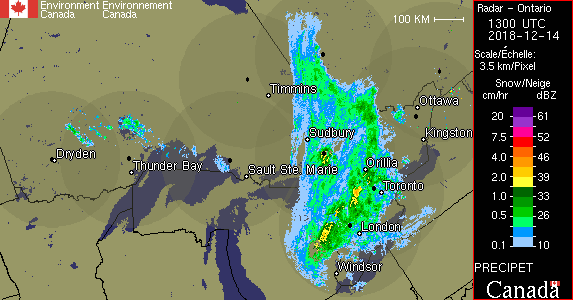 Environment Environnement
Canada Canada
100 KM
Timmins
Ottawa
Sudbury
Kingston
Dryden
Thunder Bay
Sault Ste. Marie
Orillia
Toronto
London
Windsor
Radar - Ontario
1300 UTC
2018-12-14
Scale/Échelle:
3.5 km/Pixel
Snow/Neige
cm/hr dBZ
20 61
7.5 52
4.0 46
2.0 39
1.0 33
0.5 26
0.1 10
PRECIPET
Canada